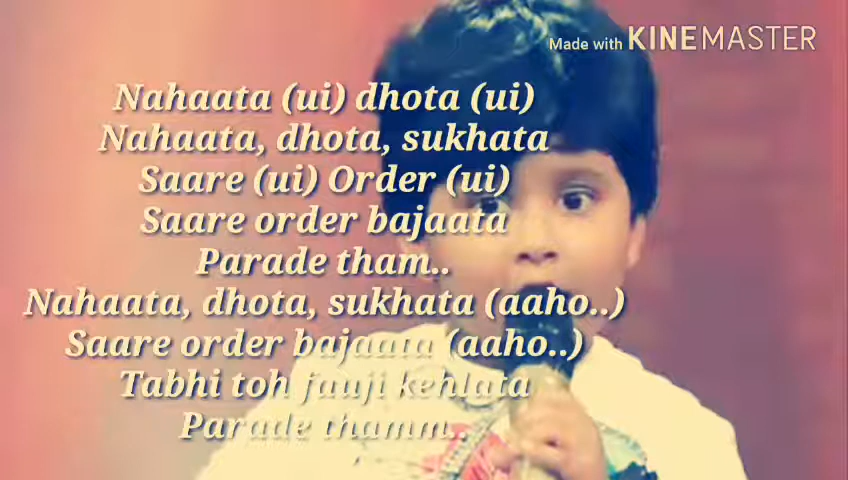 Made with KINEMASTER
Nahaata (ui) dhota (ui)
Nahaata, dhota, sukhata
Saare (ui) Order (ui)
Saare order bajaata
Parade tham..
Nahaata, dhota, sukhata (aaho..)
Saare order bajaata (aaho..)
Tabhi toh fauji kehlata
Parade thamm..